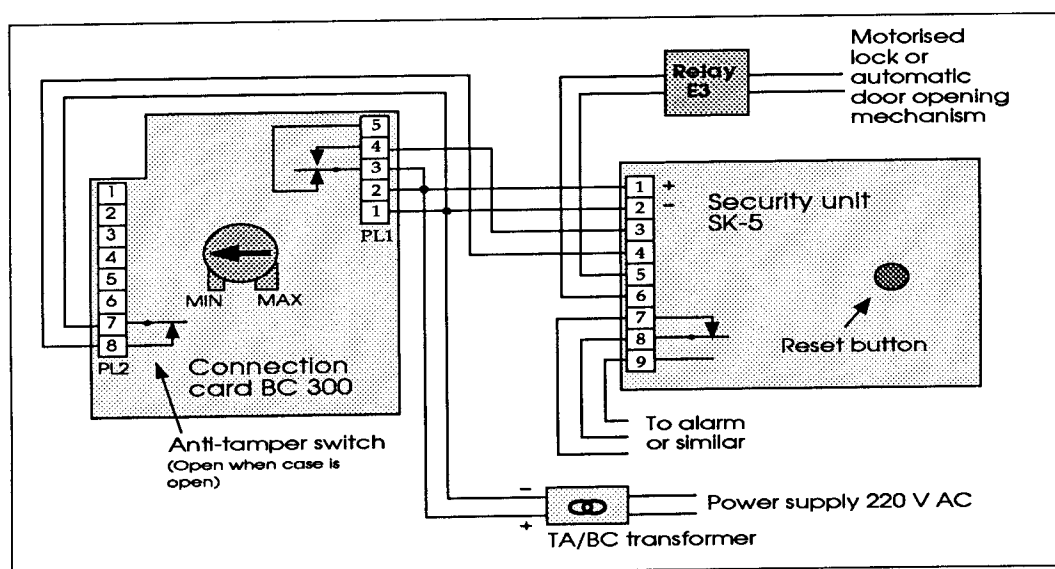 Motorised
lock or
automatic
door opening
mechanism
Relay
E3
5
4
3
2
1
PL1
1
2
3
4
5
6
7
8
PL2
MIN MAX
Connection
card BC 300
Anti-tamper switch
(Open when case is
open)
1 +
2 −
3
4
5
6
7
8
9
Security unit
SK-5
Reset button
To alarm
or similar
−
+
Power supply 220 V AC
TA/BC transformer